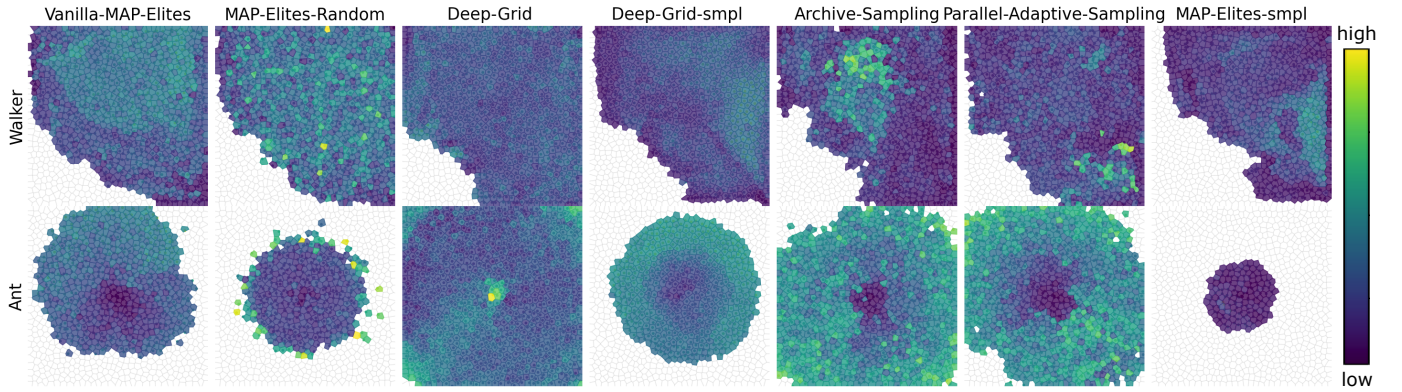 Vanilla-MAP-Elites MAP-Elites-Random Deep-Grid Deep-Grid-smpl Archive-Sampling Parallel-Adaptive-Sampling MAP-Elites-smpl
high
Walker
Ant
low